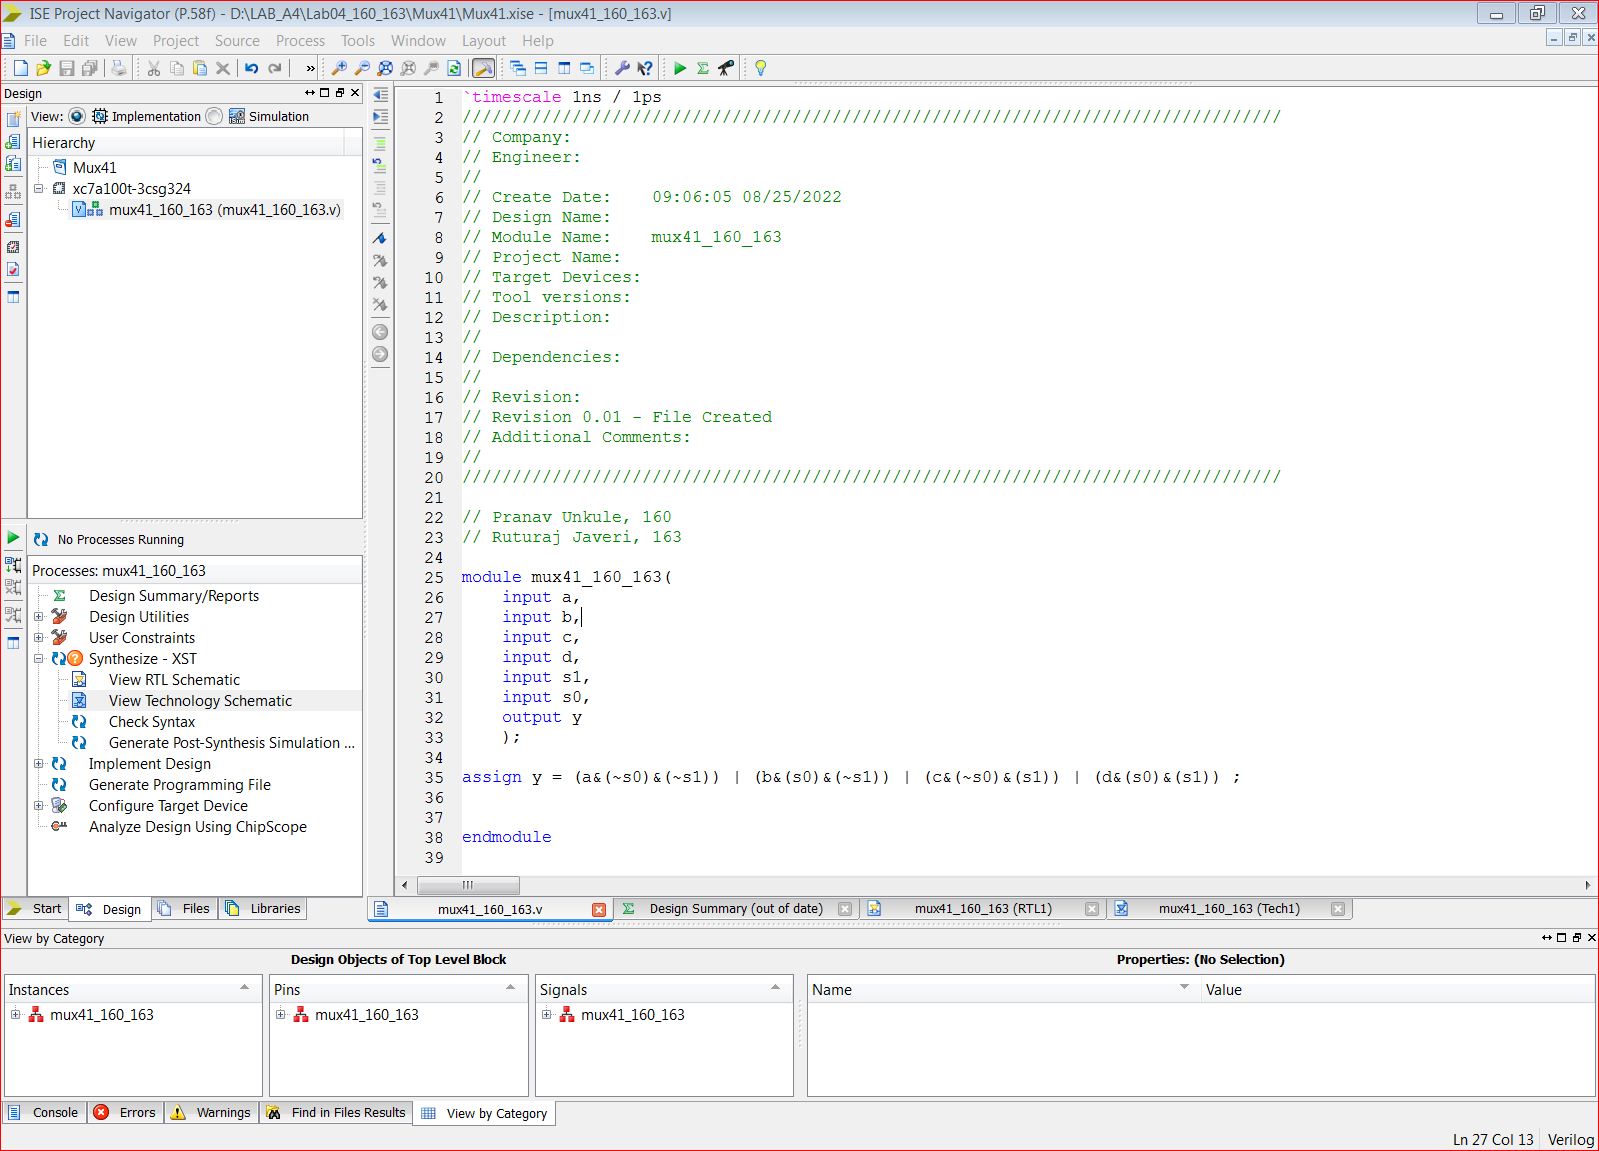 ISE Project Navigator (P.58f) - D:\LAB_A4\Lab04_160_163\Mux41\Mux41.xise - [mux41_160_163.v]
File Edit View Project Source Process Tools Window Layout Help
»
Design
View: Implementation Simulation
Hierarchy
Mux41
xc7a100t-3csg324
mux41_160_163 (mux41_160_163.v)
No Processes Running
Processes: mux41_160_163
Design Summary/Reports
Design Utilities
User Constraints
Synthesize - XST
View RTL Schematic
View Technology Schematic
Check Syntax
Generate Post-Synthesis Simulation ...
Implement Design
Generate Programming File
Configure Target Device
Analyze Design Using ChipScope
Start Design Files Libraries
1 `timescale 1ns / 1ps
2 //////////////////////////////////////////////////////////////////////////////////
3 // Company:
4 // Engineer:
5 //
6 // Create Date: 09:06:05 08/25/2022
7 // Design Name:
8 // Module Name: mux41_160_163
9 // Project Name:
10 // Target Devices:
11 // Tool versions:
12 // Description:
13 //
14 // Dependencies:
15 //
16 // Revision:
17 // Revision 0.01 - File Created
18 // Additional Comments:
19 //
20 //////////////////////////////////////////////////////////////////////////////////
21
22 // Pranav Unkule, 160
23 // Ruturaj Javeri, 163
24
25 module mux41_160_163(
26 input a,
27 input b,
28 input c,
29 input d,
30 input s1,
31 input s0,
32 output y
33 );
34
35 assign y = (a&(~s0)&(~s1)) | (b&(s0)&(~s1)) | (c&(~s0)&(s1)) | (d&(s0)&(s1)) ;
36
37
38 endmodule
39
mux41_160_163.v Design Summary (out of date) mux41_160_163 (RTL1) mux41_160_163 (Tech1)
View by Category
Design Objects of Top Level Block Properties: (No Selection)
Instances Pins Signals Name Value
mux41_160_163 mux41_160_163 mux41_160_163
Console Errors Warnings Find in Files Results View by Category
Ln 27 Col 13 Verilog